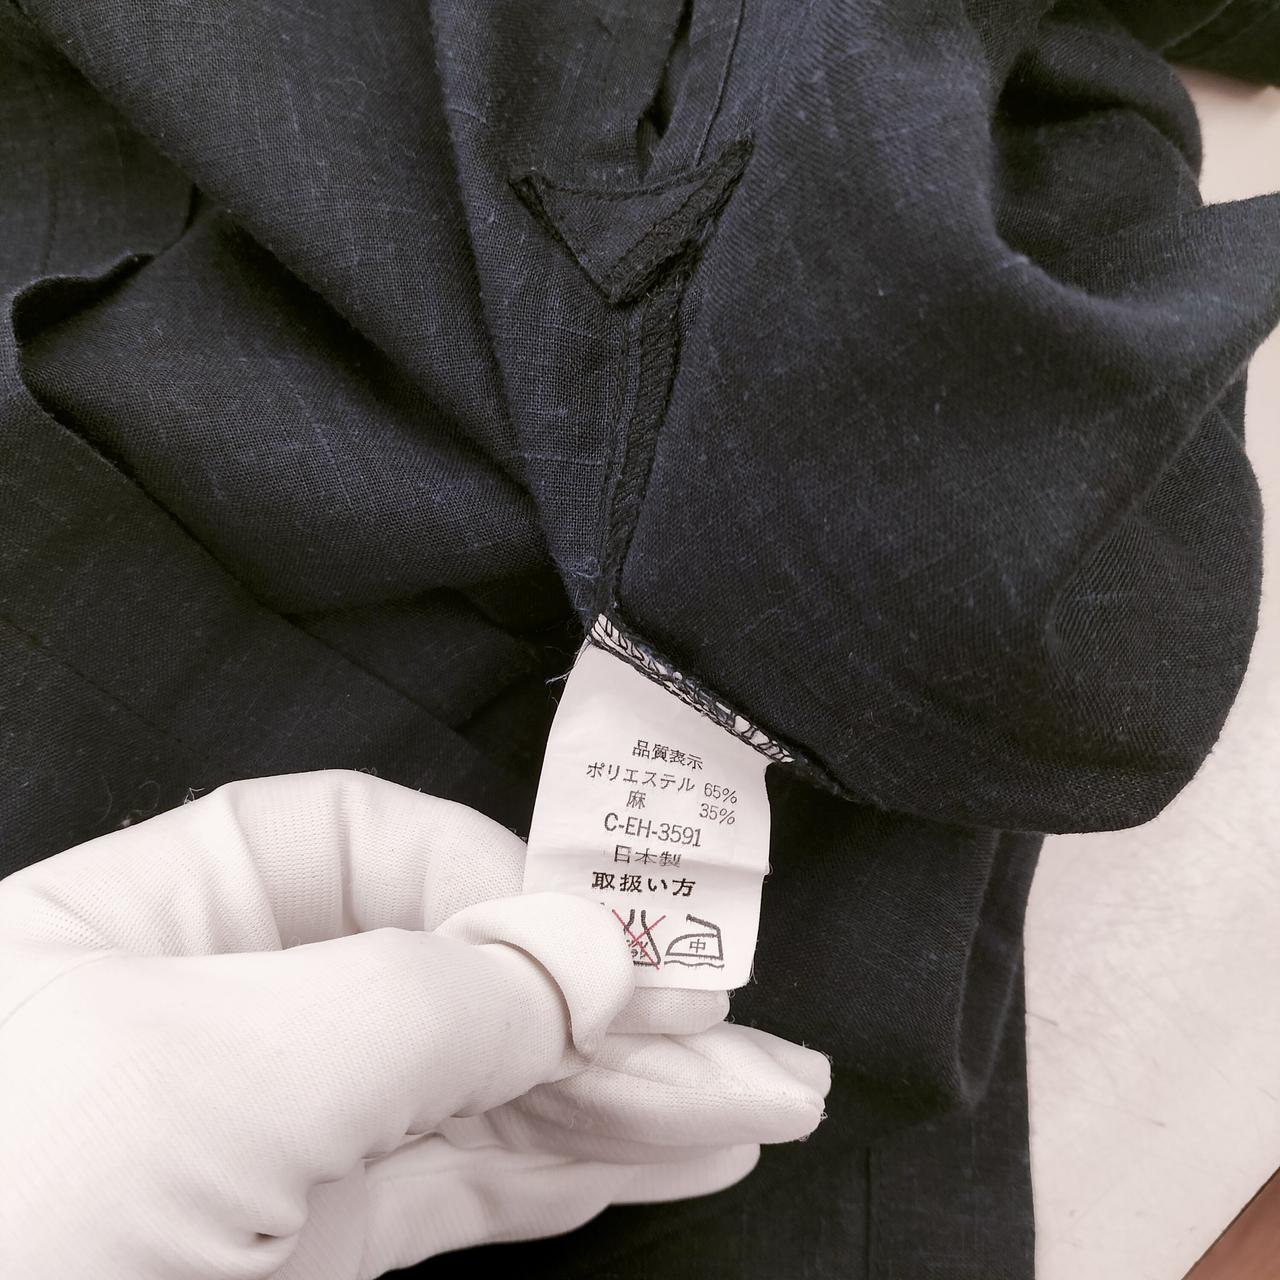 品質表示
ポリエステル 65%
麻 35%
C-EH-3591
日本製
取扱い方
中